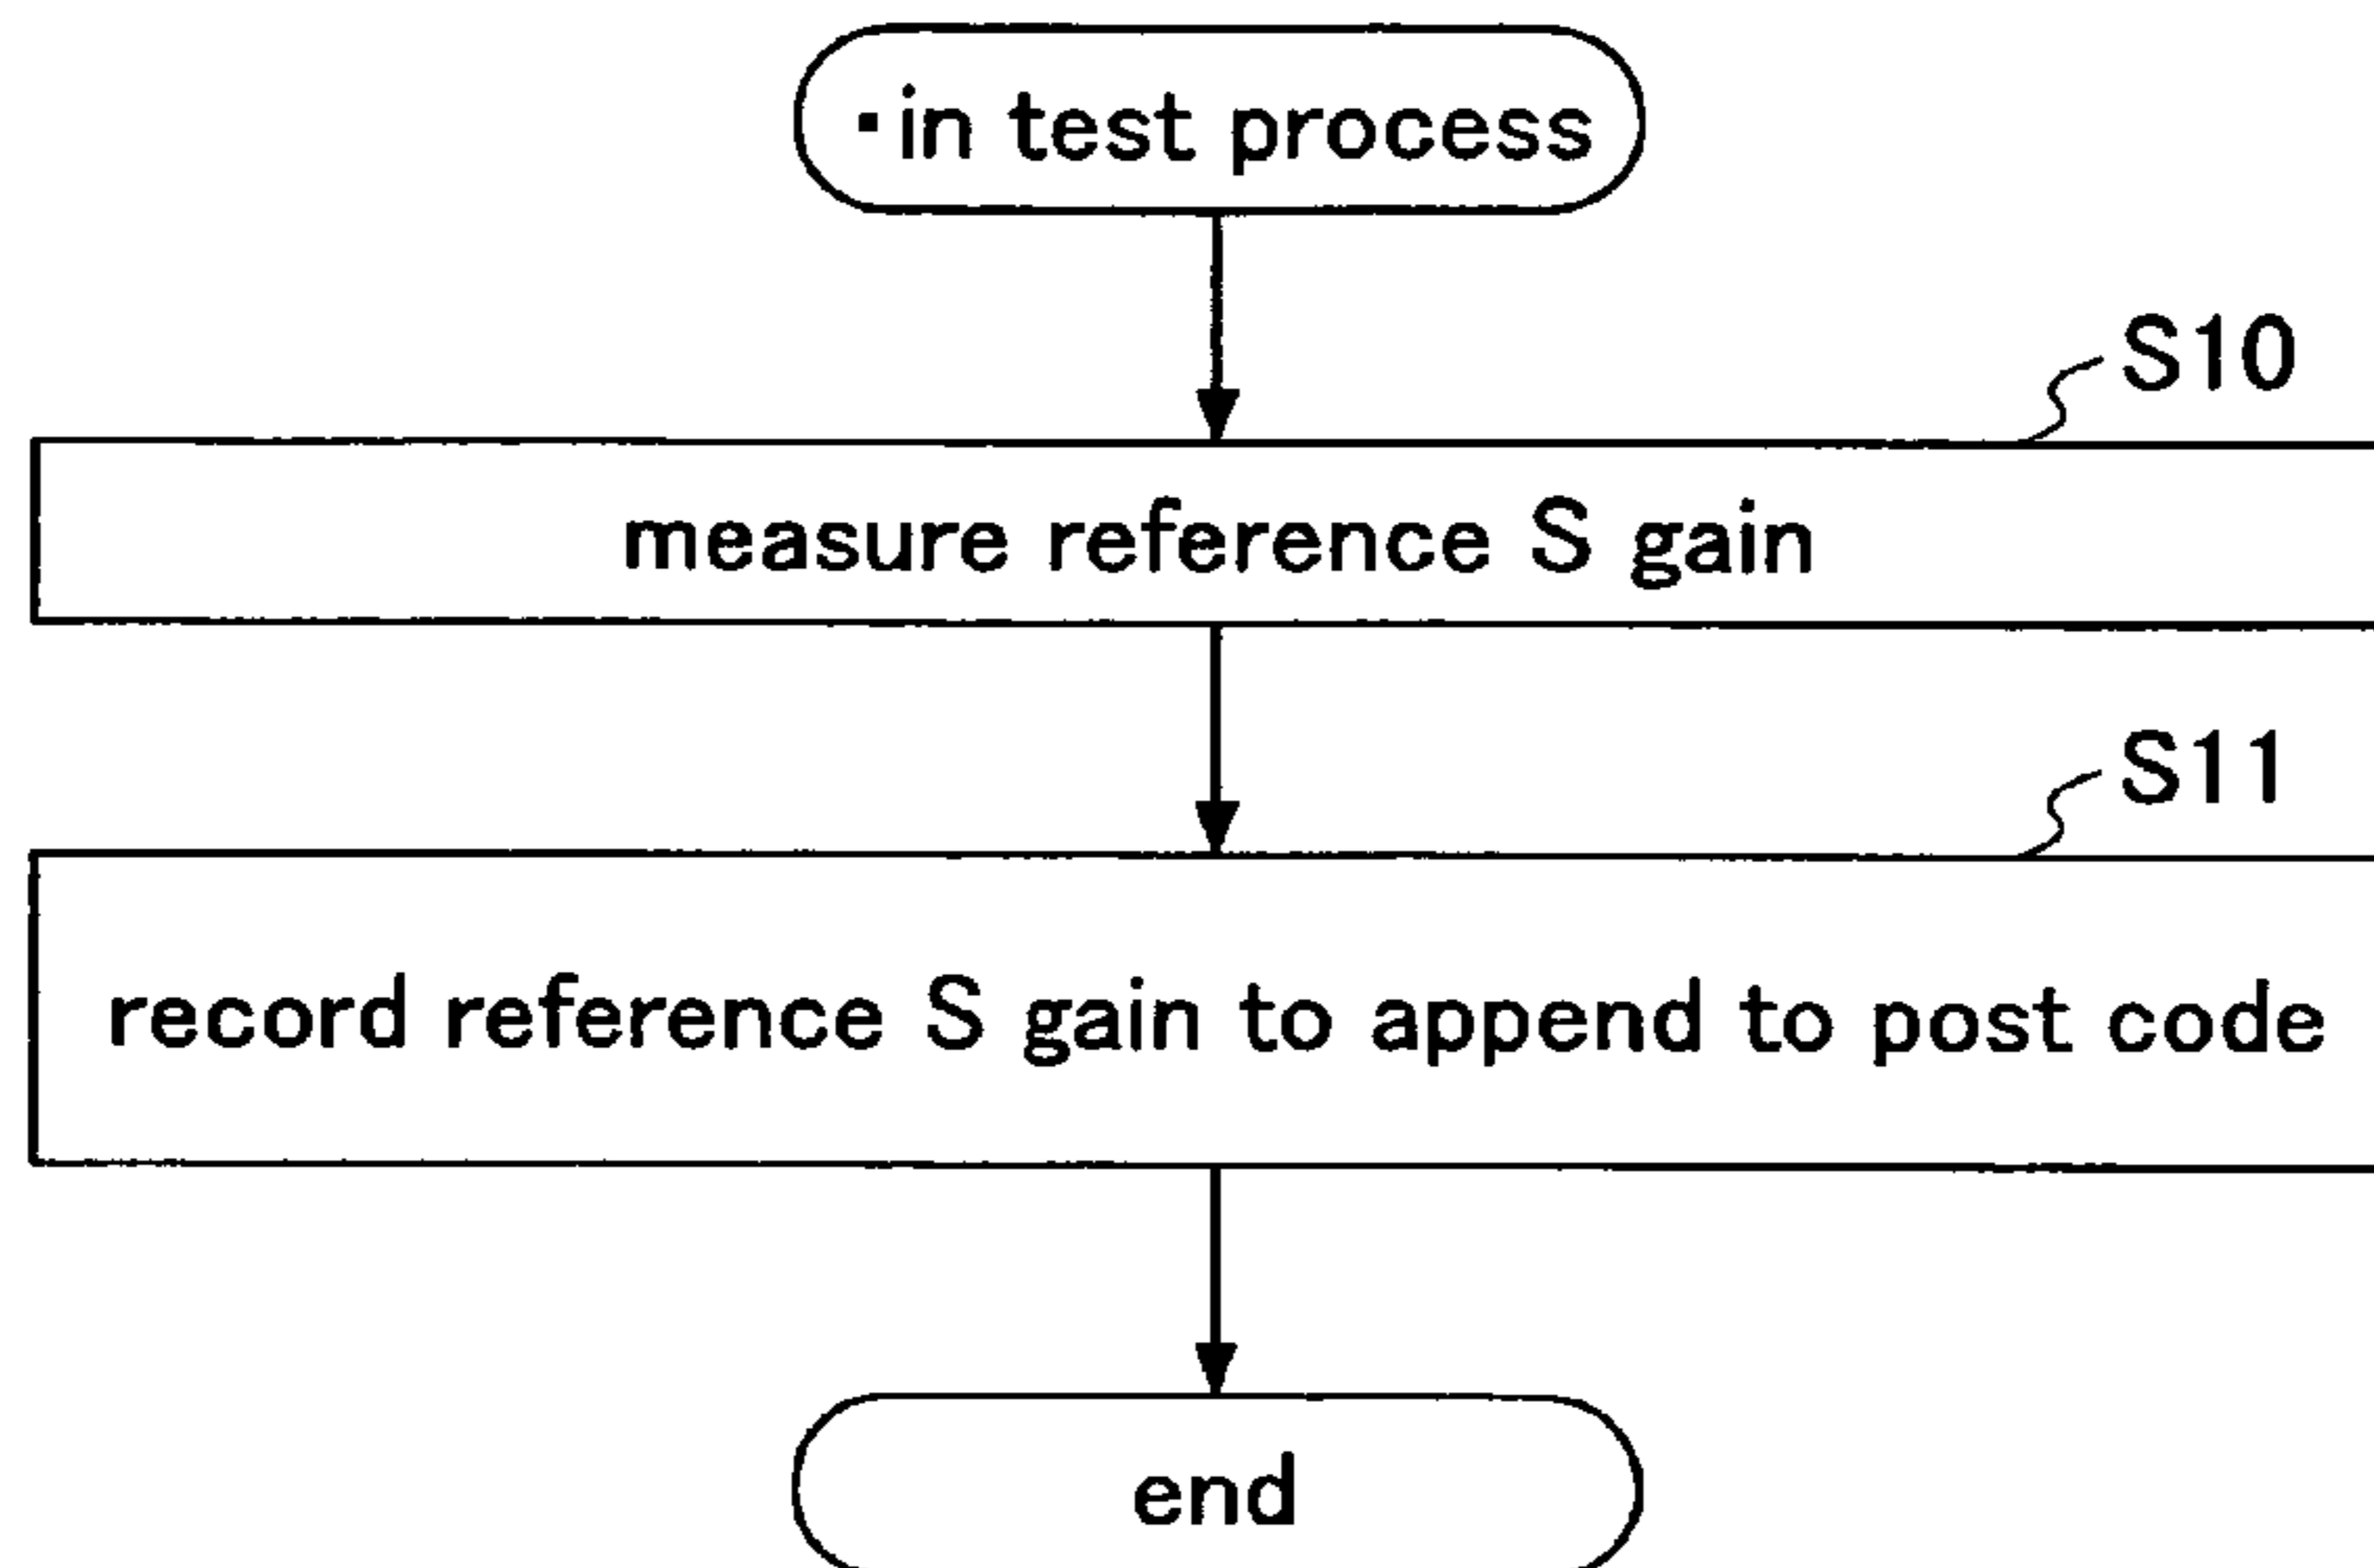 ▪in test process
S10
measure reference S gain
S11
record reference S gain to append to post code
end